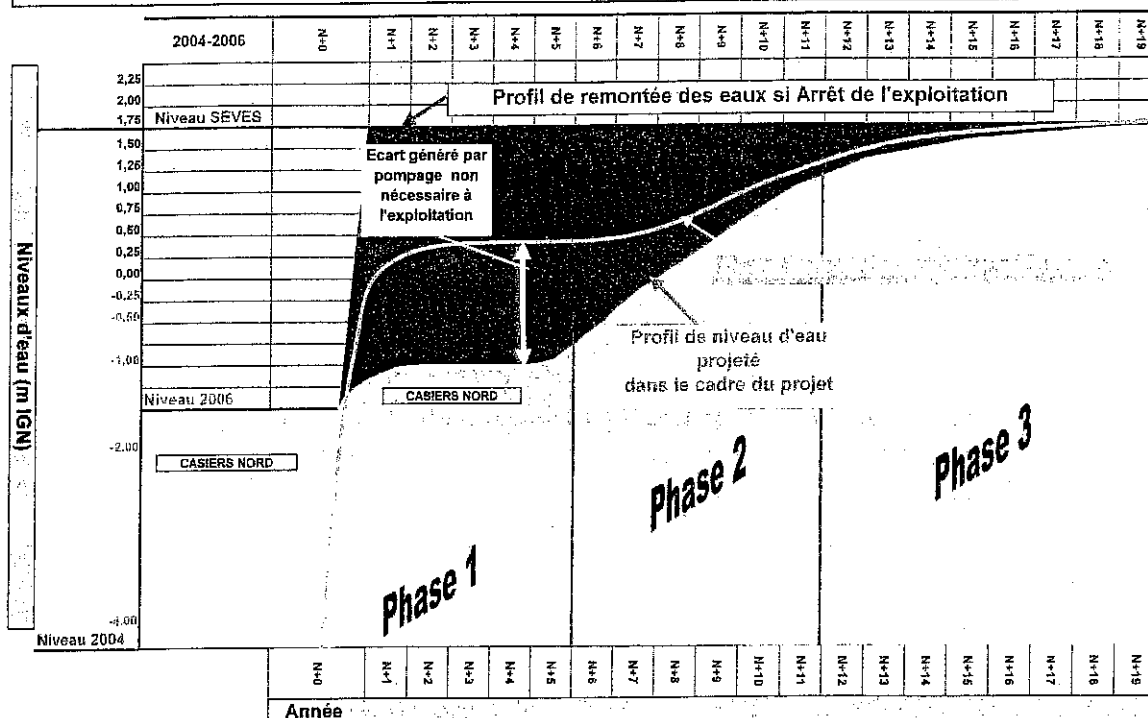 2004-2006
N+0
N+1
N+2
N+3
N+4
N+5
N+6
N+7
N+8
N+9
N+10
N+11
N+12
N+13
N+14
N+15
N+16
N+17
N+18
N+19
Niveaux d'eau (m IGN)
2,25
2,00
1,75
1,50
1,25
1,00
0,75
0,50
0,25
0,00
-0,25
-0,50
-1,00
-2,00
-4,00
Niveau SEVES
Profil de remontée des eaux si Arrêt de l'exploitation
Ecart généré par
pompage non
nécessaire à
l'exploitation
Profil de niveau d'eau
projeté
dans le cadre du projet
Niveau 2006
CASIERS NORD
CASIERS NORD
Phase 1
Phase 2
Phase 3
Niveau 2004
N+0
N+1
N+2
N+3
N+4
N+5
N+6
N+7
N+8
N+9
N+10
N+11
N+12
N+13
N+14
N+15
N+16
N+17
N+18
N+19
Année